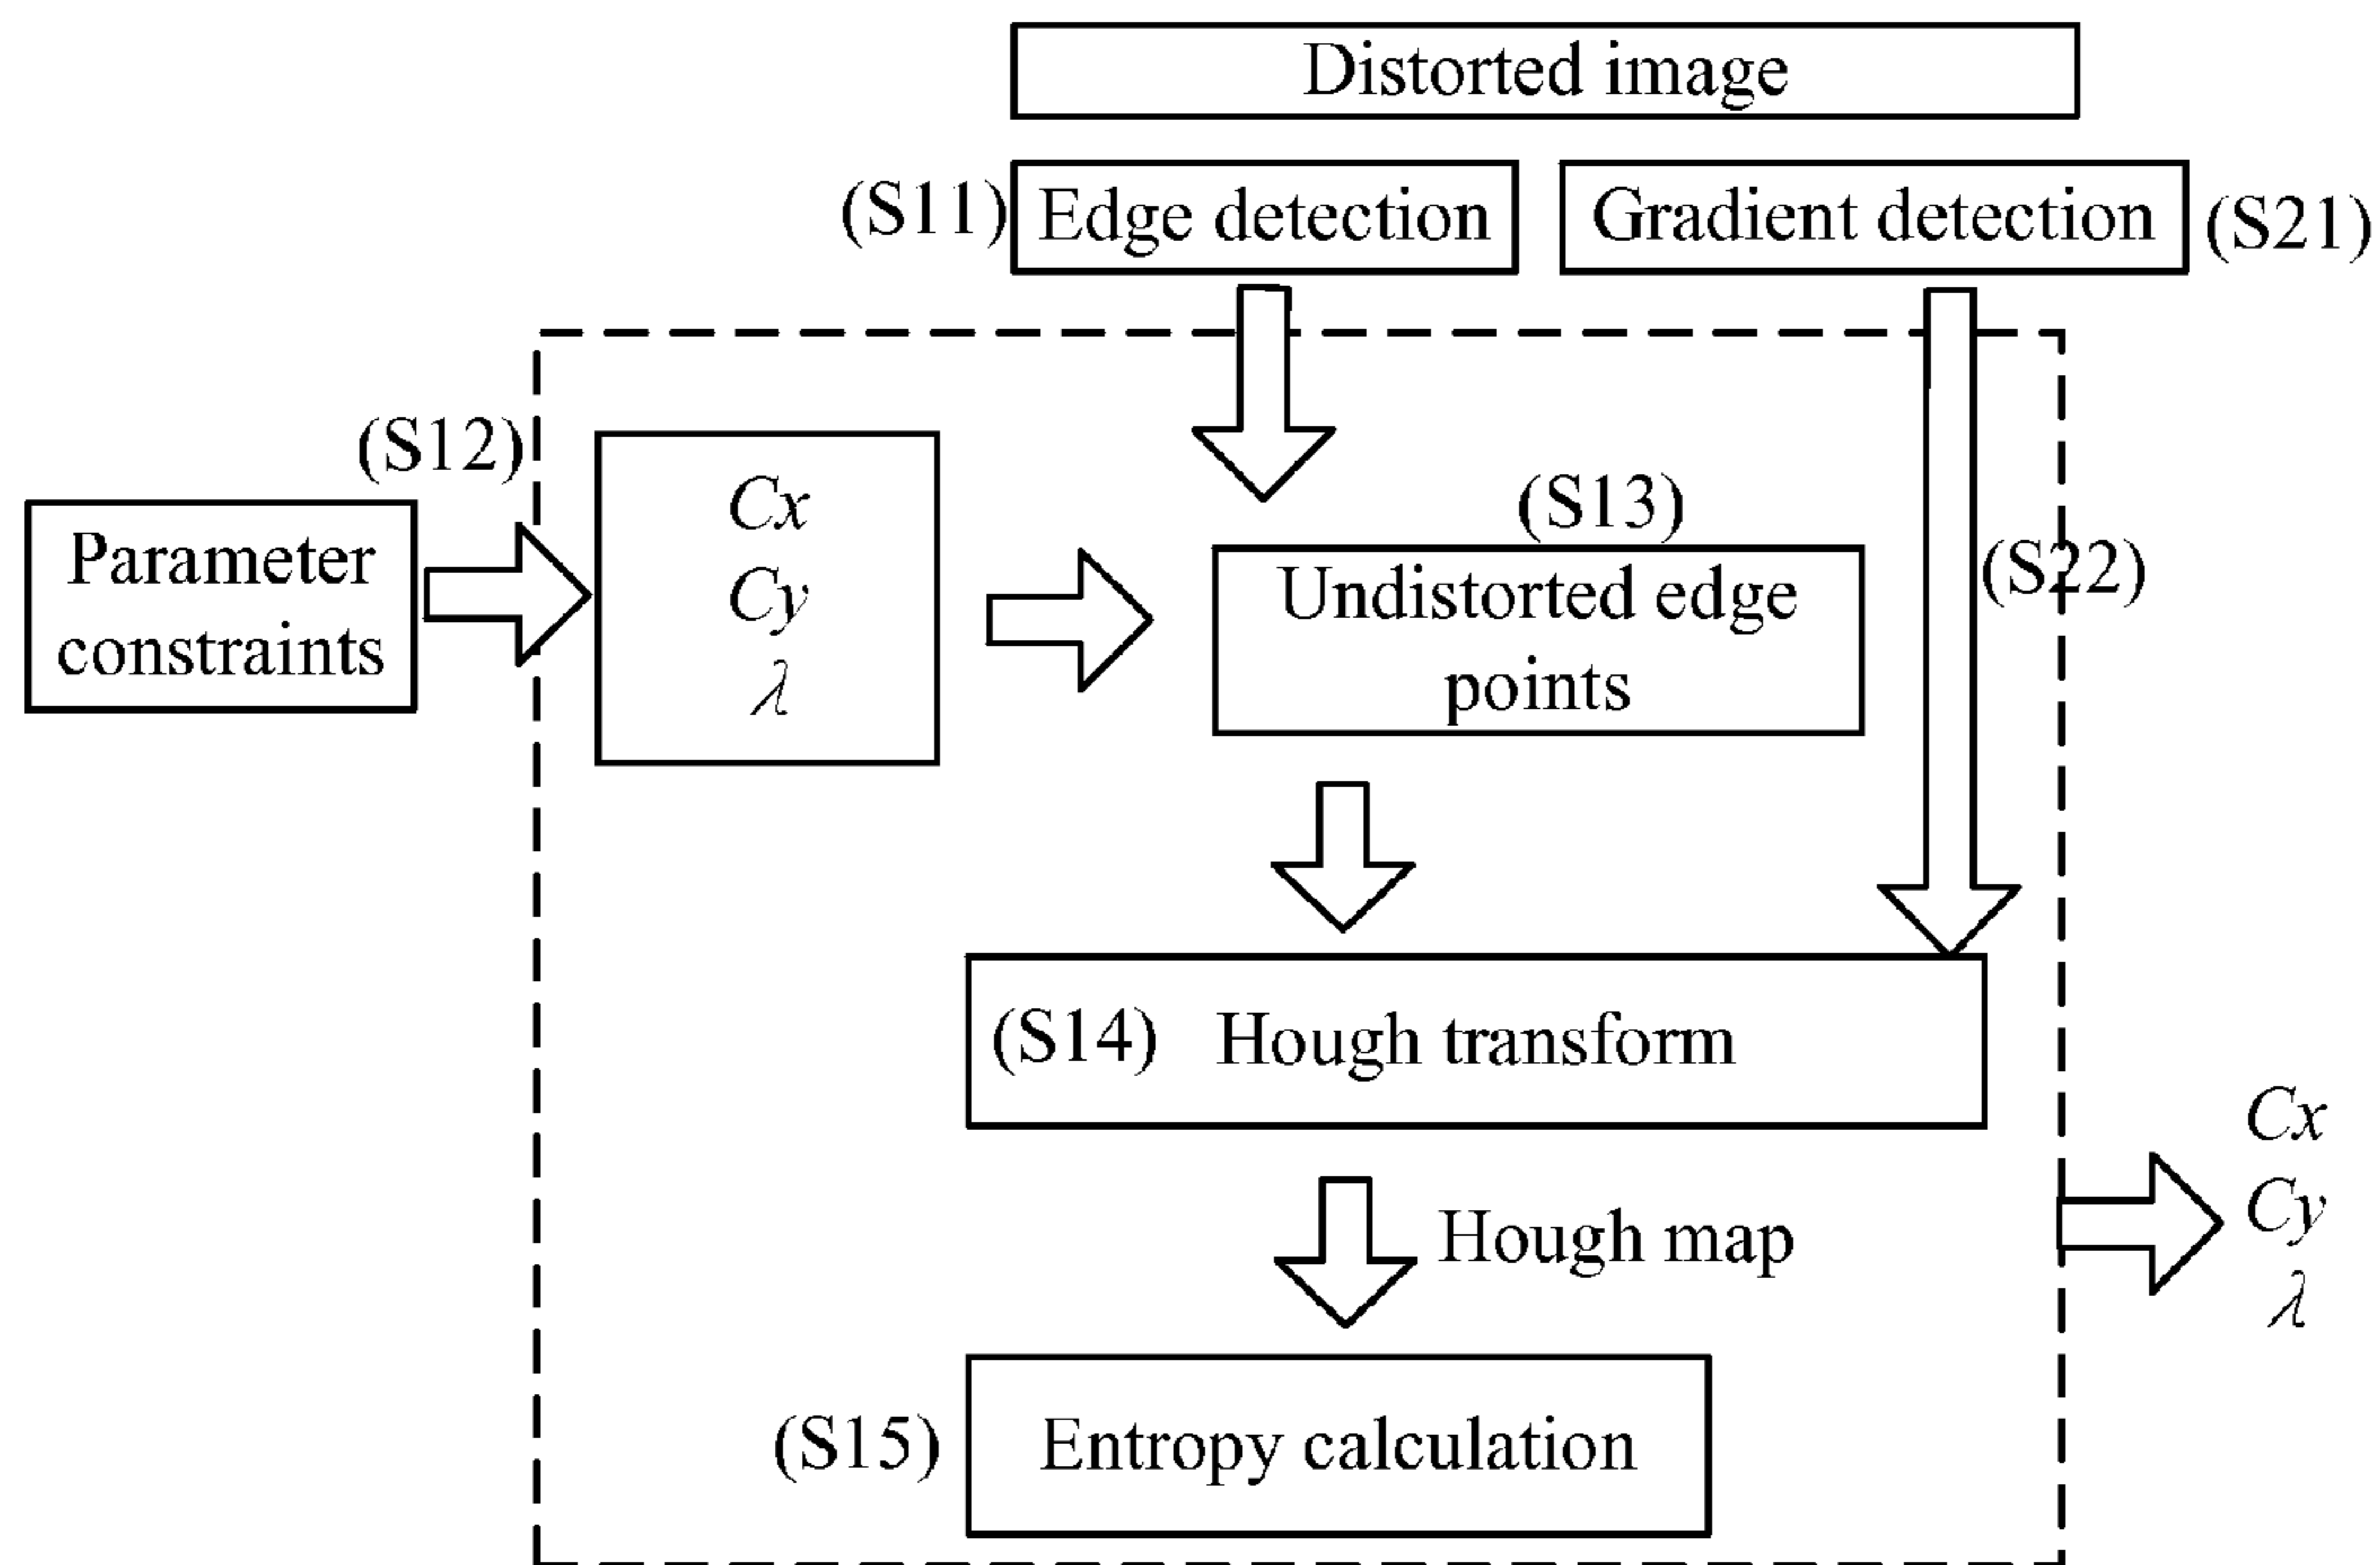 Distorted image
(S11) Edge detection
Gradient detection (S21)
(S12)
Parameter
constraints
Cx
Cy
λ
(S13)
Undistorted edge
points
(S22)
(S14) Hough transform
Hough map
(S15) Entropy calculation
Cx
Cy
λ